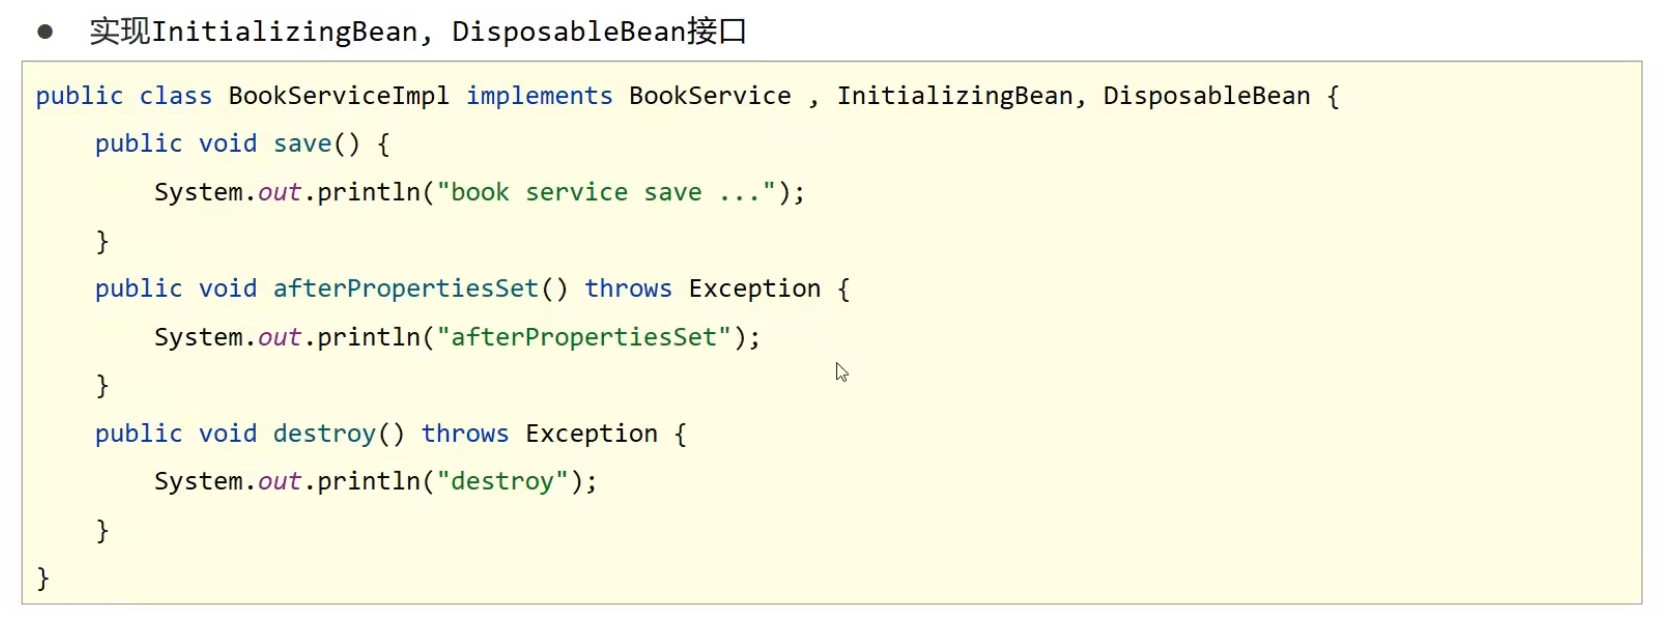 ● 实现InitializingBean, DisposableBean接口
public class BookServiceImpl implements BookService , InitializingBean, DisposableBean {
    public void save() {
        System.out.println("book service save ...");
    }
    public void afterPropertiesSet() throws Exception {
        System.out.println("afterPropertiesSet");
    }
    public void destroy() throws Exception {
        System.out.println("destroy");
    }
}